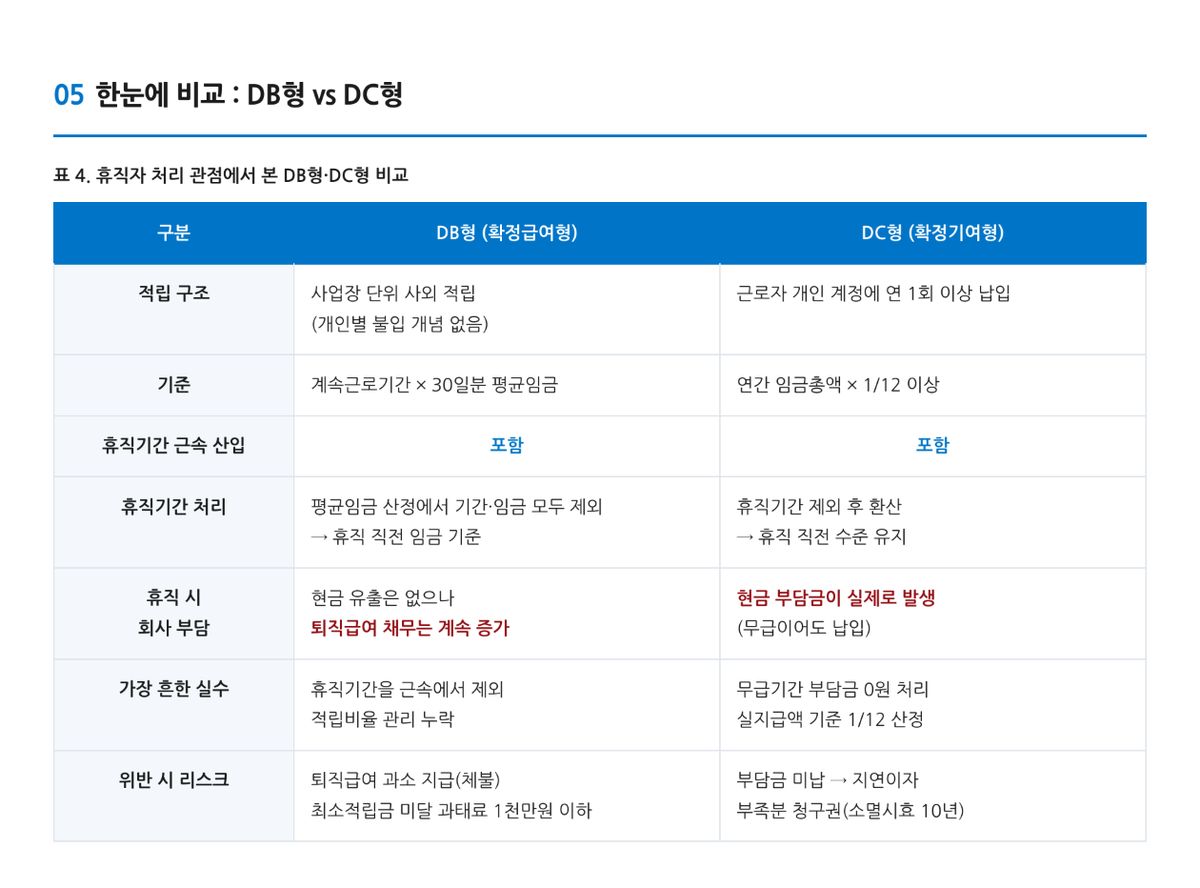 05 한눈에 비교 : DB형 vs DC형
표 4. 휴직자 처리 관점에서 본 DB형·DC형 비교
구분
DB형 (확정급여형)
DC형 (확정기여형)
적립 구조
사업장 단위 사외 적립
(개인별 불입 개념 없음)
근로자 개인 계정에 연 1회 이상 납입
기준
계속근로기간 × 30일분 평균임금
연간 임금총액 × 1/12 이상
휴직기간 근속 산입
포함
포함
휴직기간 처리
평균임금 산정에서 기간·임금 모두 제외
→ 휴직 직전 임금 기준
휴직기간 제외 후 환산
→ 휴직 직전 수준 유지
휴직 시
회사 부담
현금 유출은 없으나
퇴직급여 채무는 계속 증가
현금 부담금이 실제로 발생
(무급이어도 납입)
가장 흔한 실수
휴직기간을 근속에서 제외
적립비율 관리 누락
무급기간 부담금 0원 처리
실지급액 기준 1/12 산정
위반 시 리스크
퇴직급여 과소 지급(체불)
최소적립금 미달 과태료 1천만원 이하
부담금 미납 → 지연이자
부족분 청구권(소멸시효 10년)